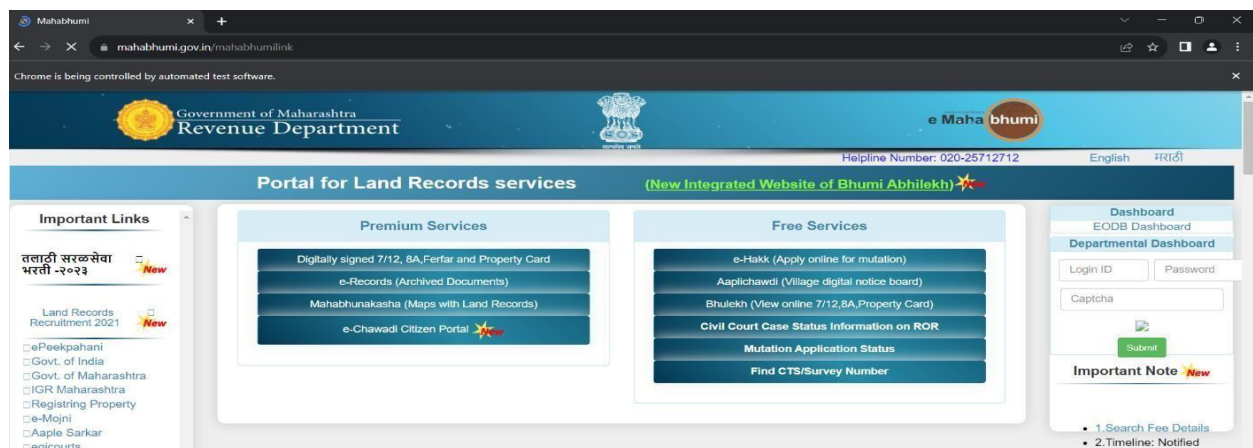 Mahabhumi
mahabhumi.gov.in/mahabhumilink
Chrome is being controlled by automated test software.
Government of Maharashtra
Revenue Department
सत्यमेव जयते
e Maha bhumi
Helpline Number: 020-25712712
English मराठी
Portal for Land Records services
(New Integrated Website of Bhumi Abhilekh) New
Important Links
तलाठी सरळसेवा
भरती -२०२३ New
Land Records
Recruitment 2021 New
ePeekpahani
Govt. of India
Govt. of Maharashtra
IGR Maharashtra
Registring Property
e-Mojni
Aaple Sarkar
eqjcourts
Premium Services
Digitally signed 7/12, 8A,Ferfar and Property Card
e-Records (Archived Documents)
Mahabhunakasha (Maps with Land Records)
e-Chawadi Citizen Portal New
Free Services
e-Hakk (Apply online for mutation)
Aaplichawdi (Village digital notice board)
Bhulekh (View online 7/12,8A,Property Card)
Civil Court Case Status Information on ROR
Mutation Application Status
Find CTS/Survey Number
Dashboard
EODB Dashboard
Departmental Dashboard
Login ID Password
Captcha
Submit
Important Note New
1.Search Fee Details
2.Timeline: Notified